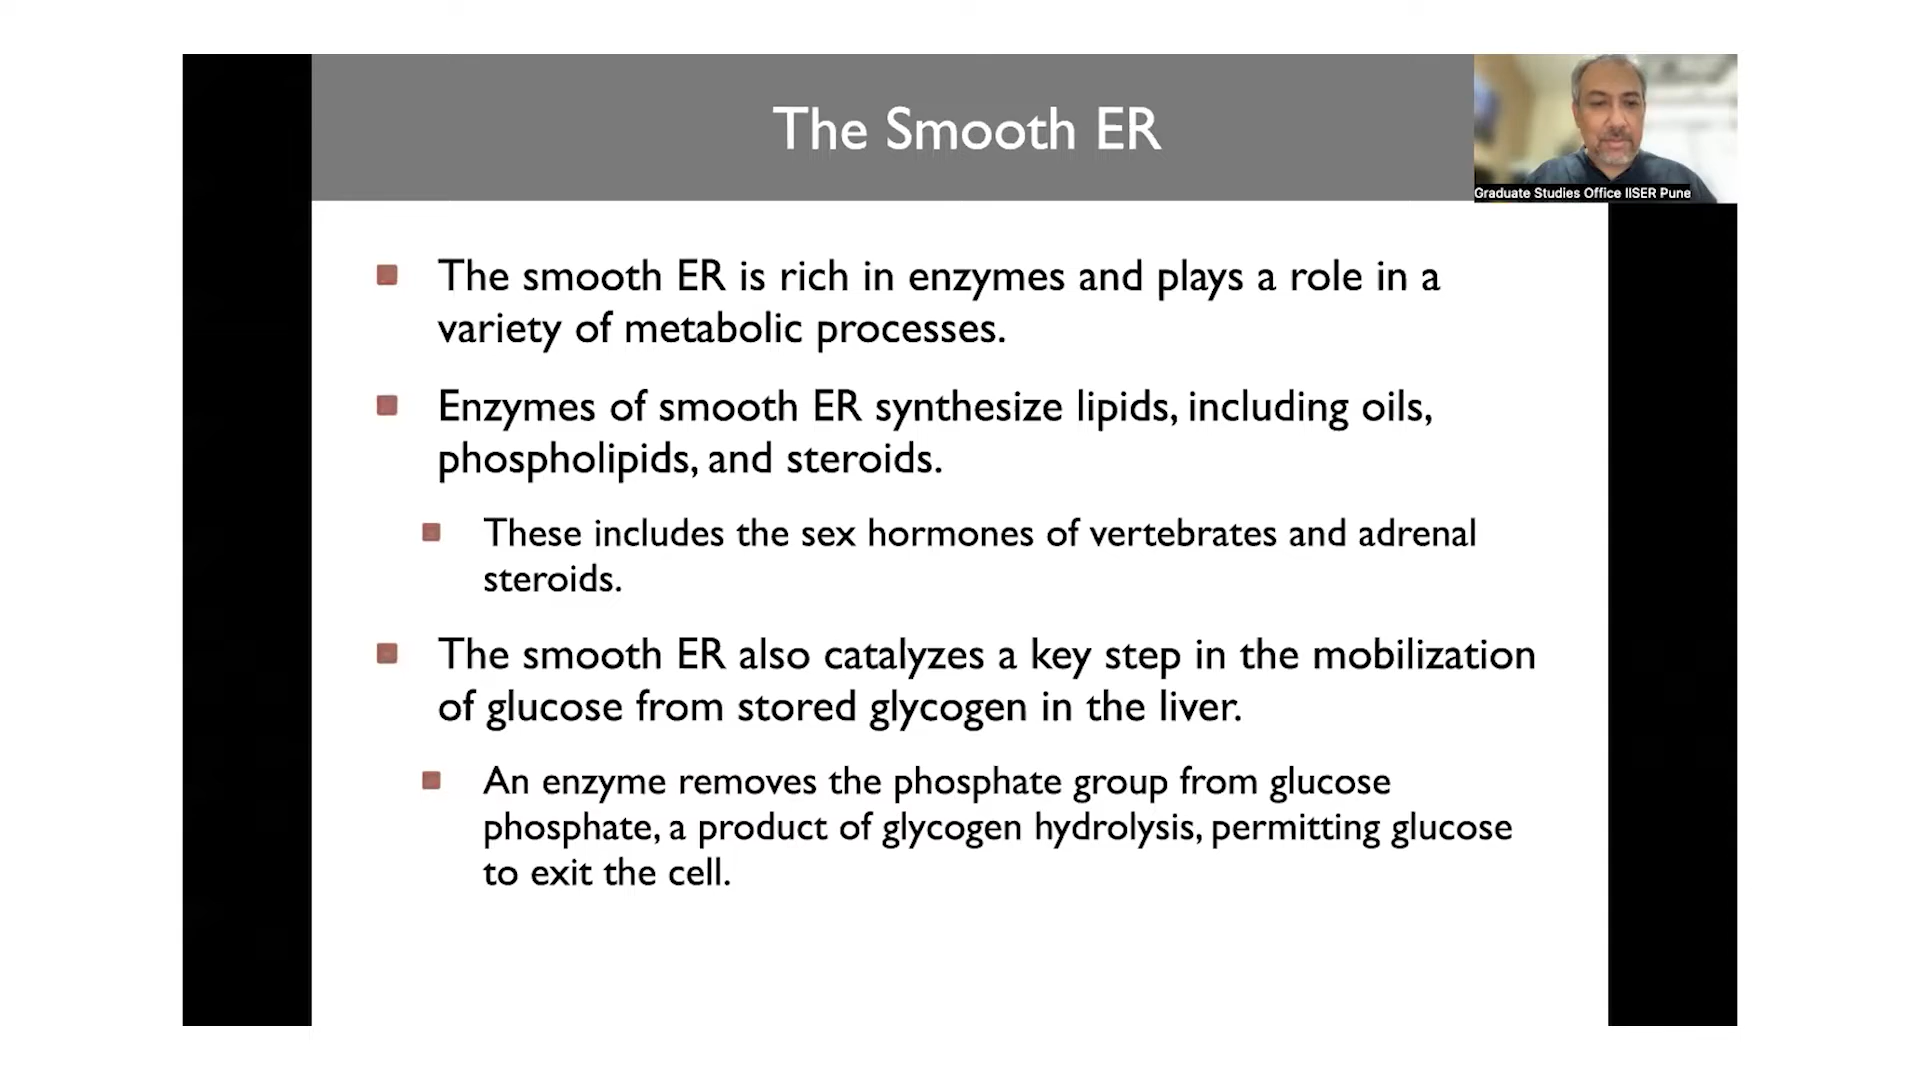 The Smooth ER
Graduate Studies Office IISER Pune
The smooth ER is rich in enzymes and plays a role in a
variety of metabolic processes.
Enzymes of smooth ER synthesize lipids, including oils,
phospholipids, and steroids.
These includes the sex hormones of vertebrates and adrenal
steroids.
The smooth ER also catalyzes a key step in the mobilization
of glucose from stored glycogen in the liver.
An enzyme removes the phosphate group from glucose
phosphate, a product of glycogen hydrolysis, permitting glucose
to exit the cell.